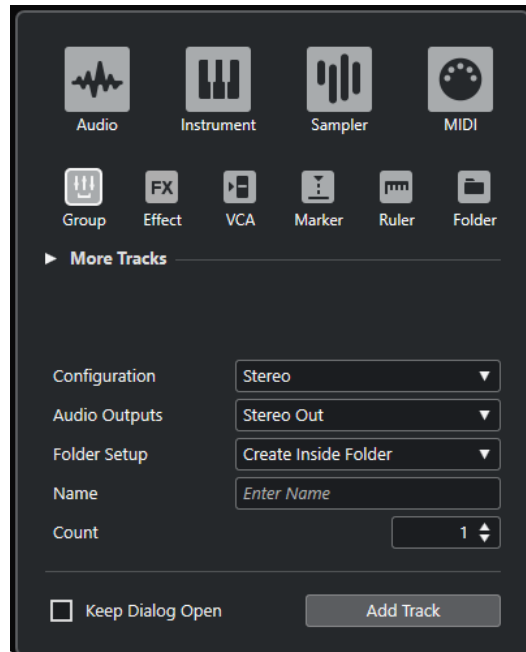 Audio Instrument Sampler MIDI
FX
Group Effect VCA Marker Ruler Folder
More Tracks
Configuration Stereo
Audio Outputs Stereo Out
Folder Setup Create Inside Folder
Name Enter Name
Count 1
Keep Dialog Open Add Track